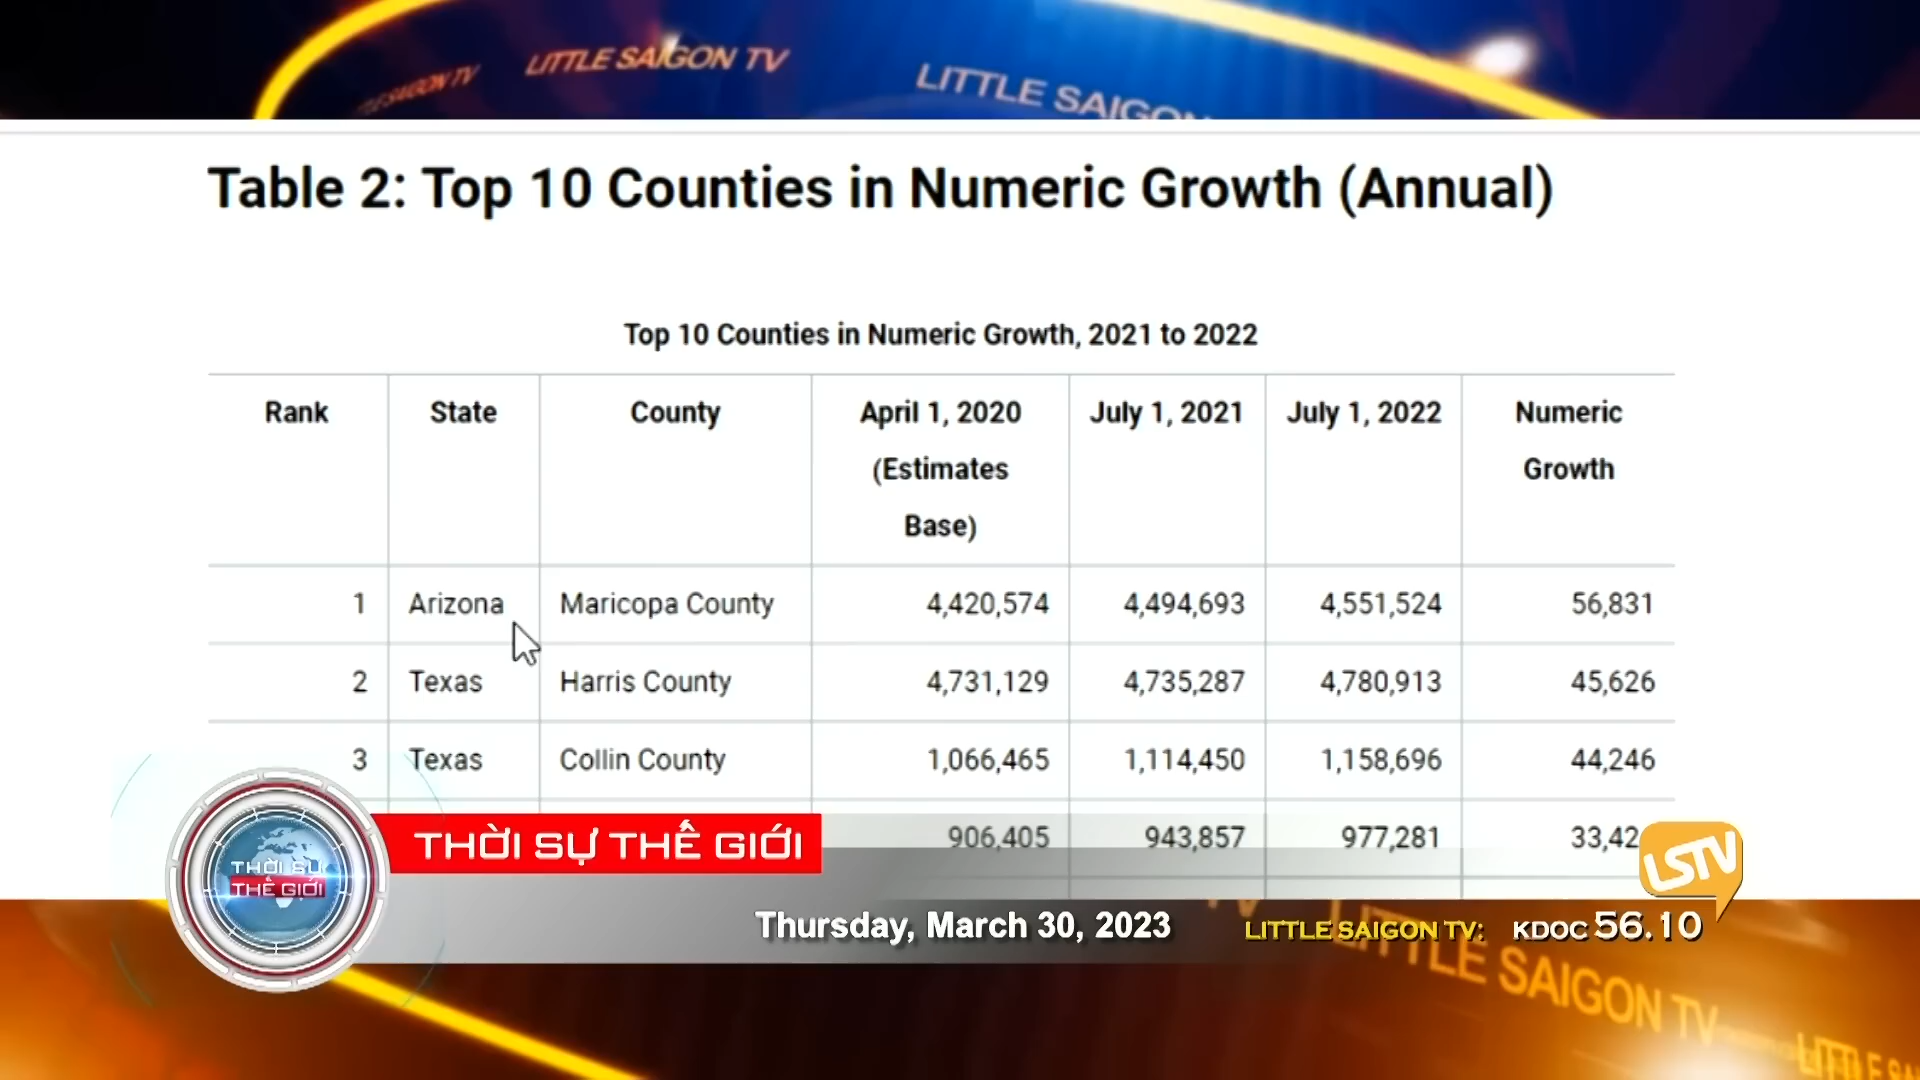 LITTLE SAIGON TV
LITTLE SAIGON
Table 2: Top 10 Counties in Numeric Growth (Annual)
Top 10 Counties in Numeric Growth, 2021 to 2022
Rank State County April 1, 2020 (Estimates Base) July 1, 2021 July 1, 2022 Numeric Growth
1 Arizona Maricopa County 4,420,574 4,494,693 4,551,524 56,831
2 Texas Harris County 4,731,129 4,735,287 4,780,913 45,626
3 Texas Collin County 1,066,465 1,114,450 1,158,696 44,246
906,405 943,857 977,281 33,42
THỜI SỰ THẾ GIỚI
THỜI SỰ
THẾ GIỚI
LSTV
Thursday, March 30, 2023
LITTLE SAIGON TV: KDOC 56.10
LITTLE SAIGON TV